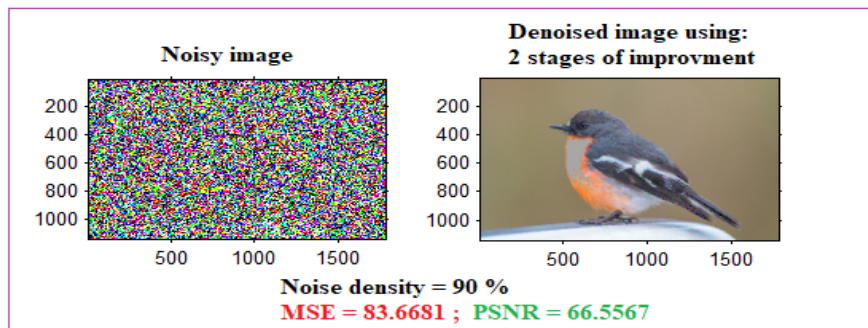 Noisy image
Denoised image using:
2 stages of improvment
200
400
600
800
1000
500 1000 1500
200
400
600
800
1000
500 1000 1500
Noise density = 90 %
MSE = 83.6681 ; PSNR = 66.5567